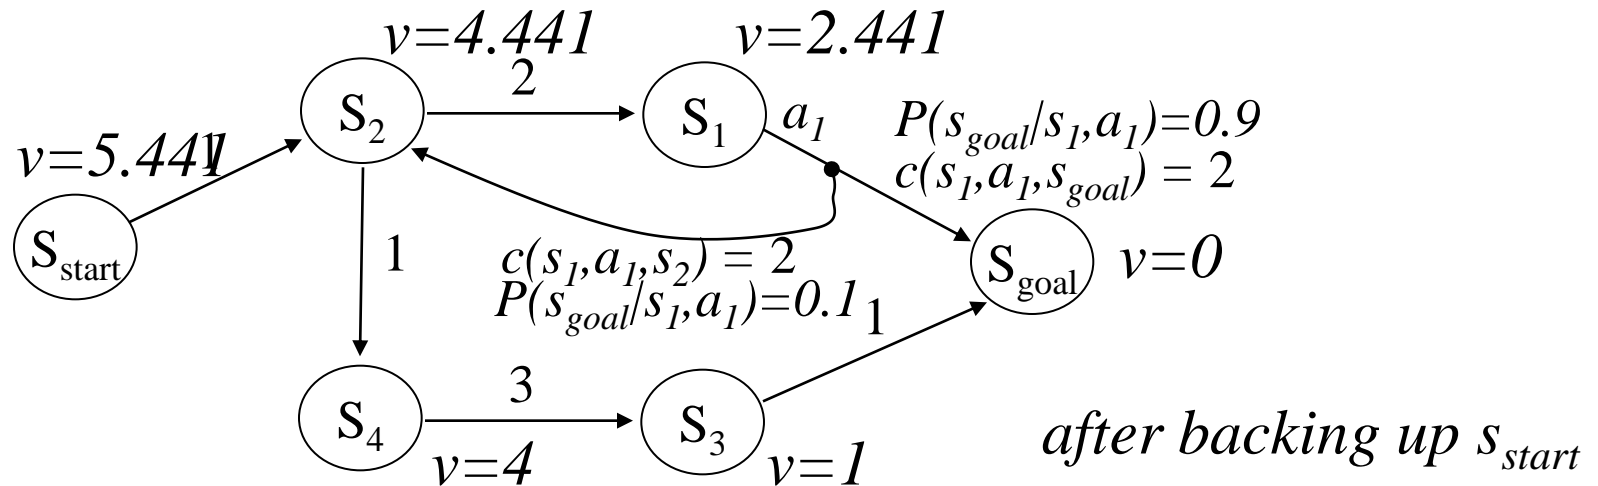 v=4.441
v=2.441
2
S2
S1
a1
P(sgoal/s1,a1)=0.9
c(s1,a1,sgoal) = 2
v=5.441
1
Sstart
1
c(s1,a1,s2) = 2
P(sgoal/s1,a1)=0.1
Sgoal
v=0
1
3
S4
S3
v=4
v=1
after backing up sstart